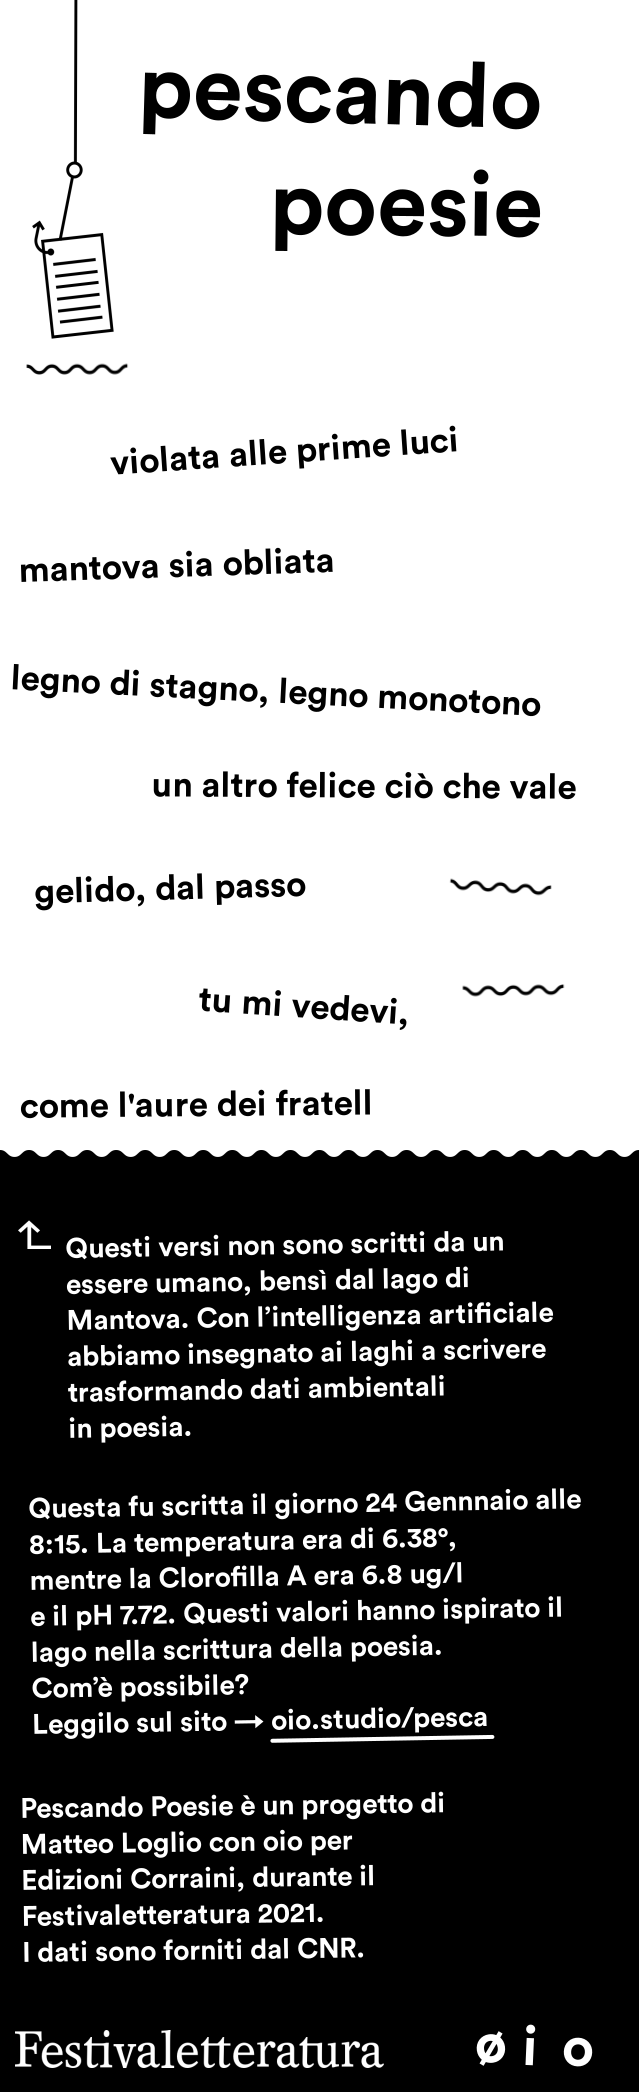 pescando
poesie
violata alle prime luci
mantova sia obliata
legno di stagno, legno monotono
un altro felice ciò che vale
gelido, dal passo
tu mi vedevi,
come l'aure dei fratell
Questi versi non sono scritti da un
essere umano, bensì dal lago di
Mantova. Con l’intelligenza artificiale
abbiamo insegnato ai laghi a scrivere
trasformando dati ambientali
in poesia.
Questa fu scritta il giorno 24 Gennnaio alle
8:15. La temperatura era di 6.38°,
mentre la Clorofilla A era 6.8 ug/l
e il pH 7.72. Questi valori hanno ispirato il
lago nella scrittura della poesia.
Com’è possibile?
Leggilo sul sito → oio.studio/pesca
Pescando Poesie è un progetto di
Matteo Loglio con oio per
Edizioni Corraini, durante il
Festivaletteratura 2021.
I dati sono forniti dal CNR.
Festivaletteratura øio